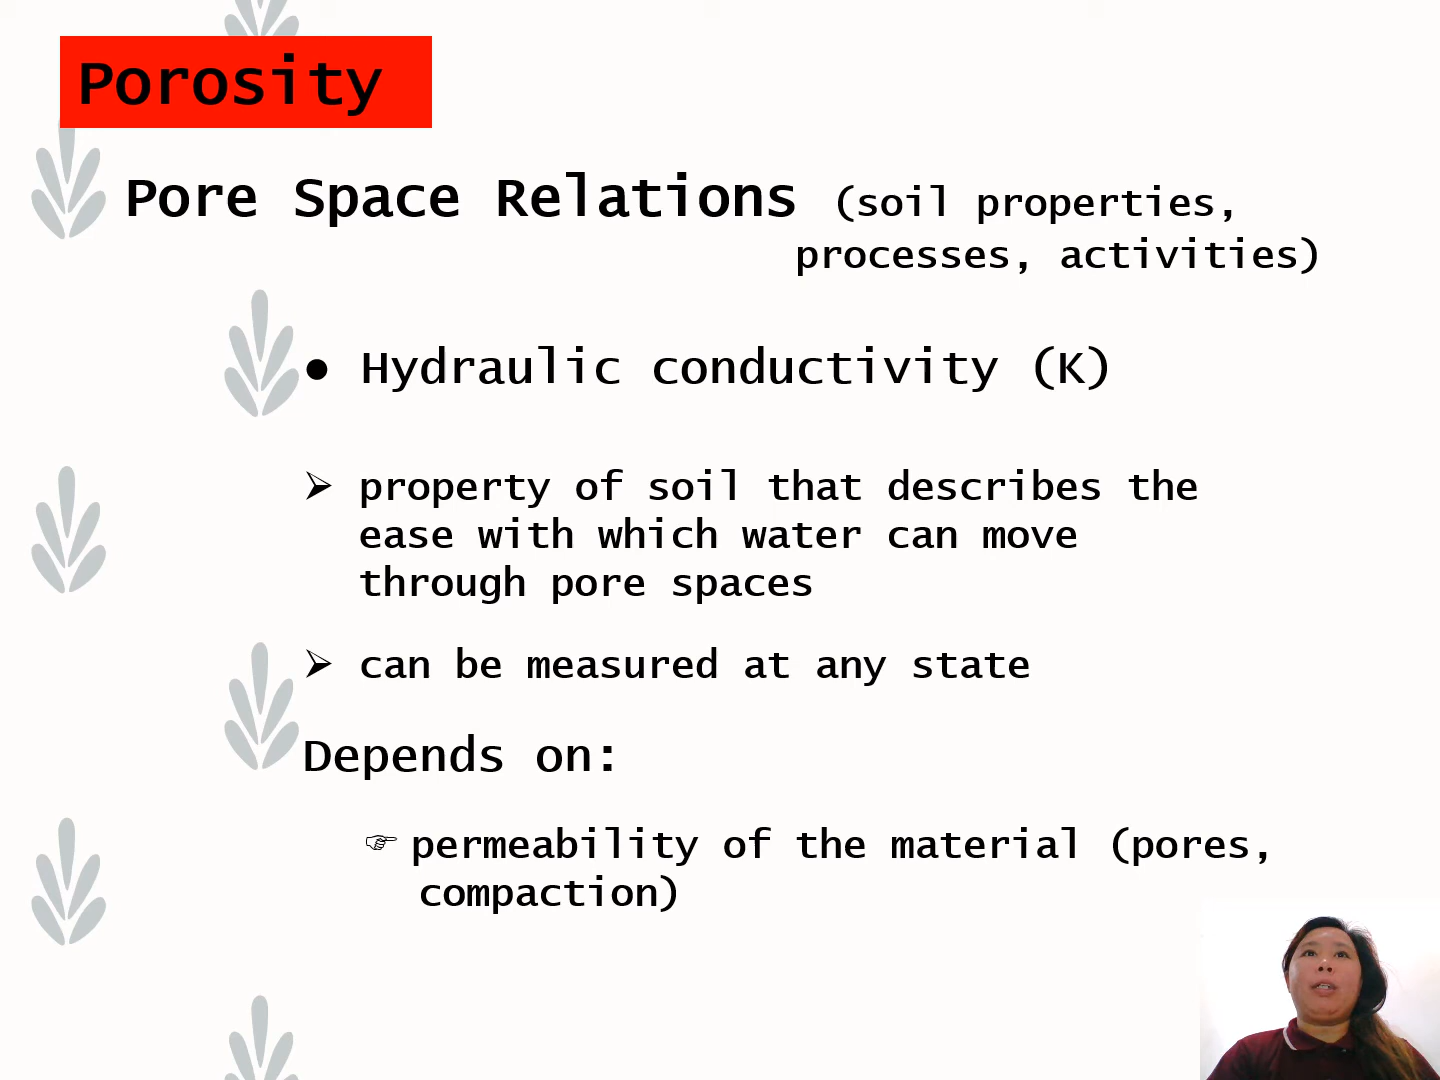 Porosity
Pore Space Relations (soil properties,
processes, activities)
● Hydraulic conductivity (K)
➢ property of soil that describes the
ease with which water can move
through pore spaces
➢ can be measured at any state
Depends on:
☞ permeability of the material (pores,
compaction)